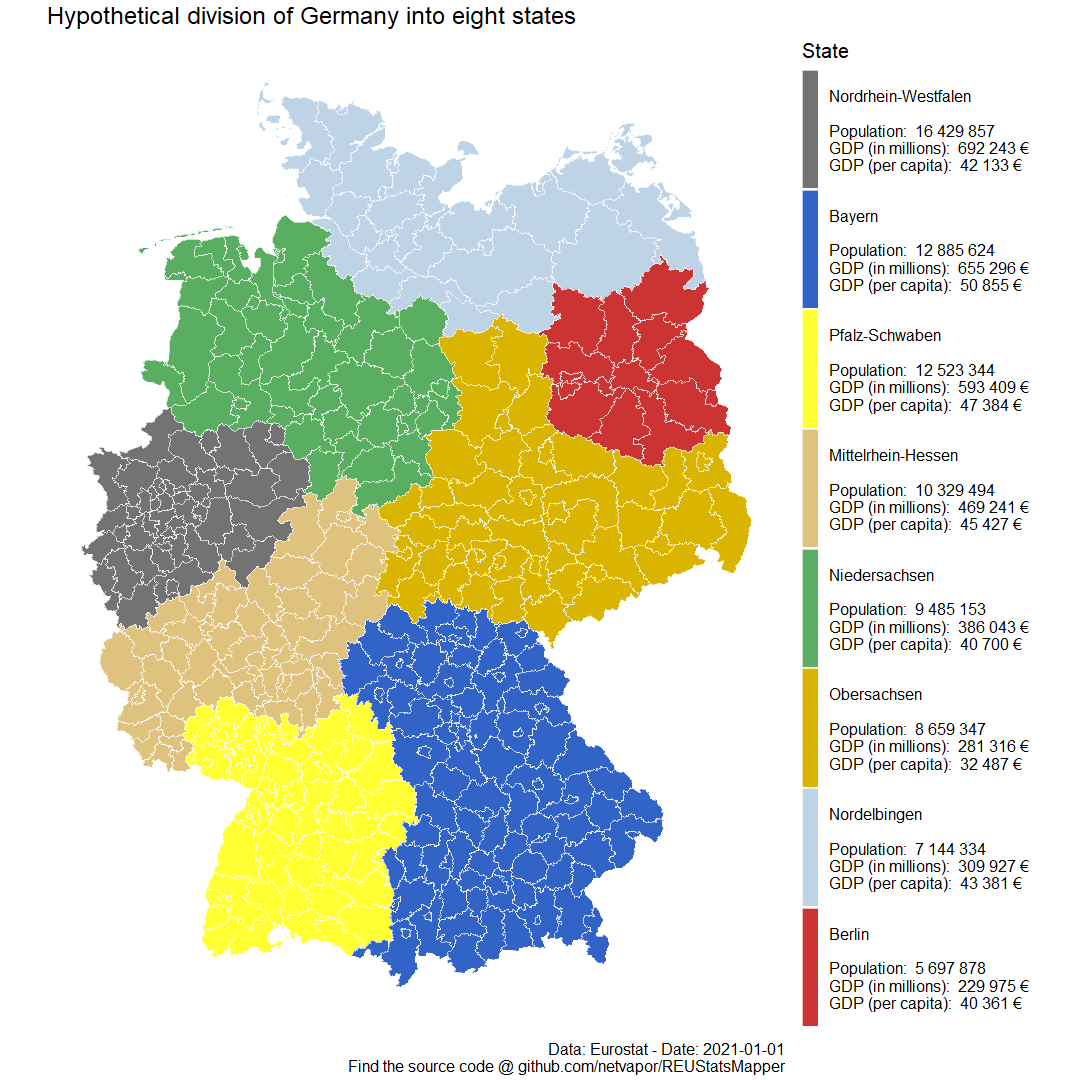 Hypothetical division of Germany into eight states
State
Nordrhein-Westfalen
Population: 16 429 857
GDP (in millions): 692 243 €
GDP (per capita): 42 133 €
Bayern
Population: 12 885 624
GDP (in millions): 655 296 €
GDP (per capita): 50 855 €
Pfalz-Schwaben
Population: 12 523 344
GDP (in millions): 593 409 €
GDP (per capita): 47 384 €
Mittelrhein-Hessen
Population: 10 329 494
GDP (in millions): 469 241 €
GDP (per capita): 45 427 €
Niedersachsen
Population: 9 485 153
GDP (in millions): 386 043 €
GDP (per capita): 40 700 €
Obersachsen
Population: 8 659 347
GDP (in millions): 281 316 €
GDP (per capita): 32 487 €
Nordelbingen
Population: 7 144 334
GDP (in millions): 309 927 €
GDP (per capita): 43 381 €
Berlin
Population: 5 697 878
GDP (in millions): 229 975 €
GDP (per capita): 40 361 €
Data: Eurostat - Date: 2021-01-01
Find the source code @ github.com/netvapor/REUStatsMapper